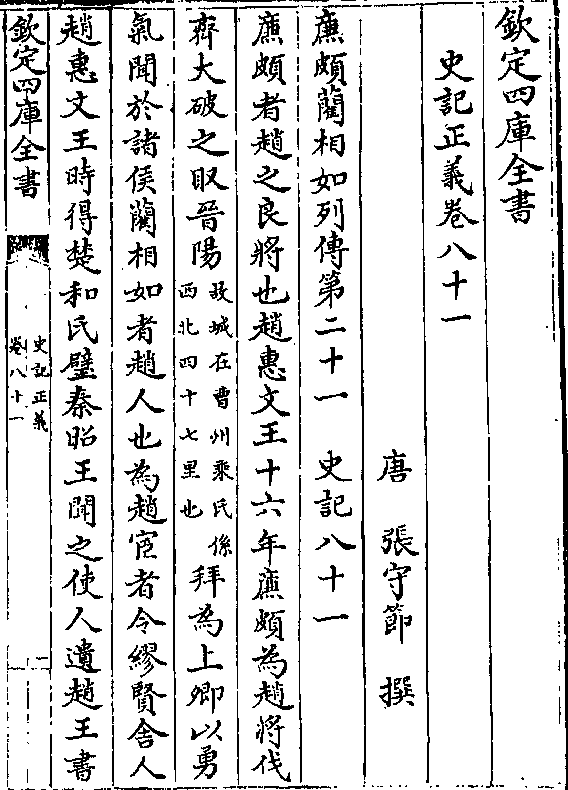 欽定四庫全書
史記正義卷八十一
唐 張守節 撰
廉頗藺相如列傳第二十一 史記八十一
廉頗者趙之良將也趙惠文王十六年廉頗為趙將伐
齊大破之取晉陽故城在曹州乘氏係西北四十七里也拜為上卿以勇
氣聞於諸侯藺相如者趙人也為趙宦者令繆賢舍人
趙惠文王時得楚和氏璧秦昭王聞之使人遺趙王書
欽定四庫全書
史記正義
卷八十一
一